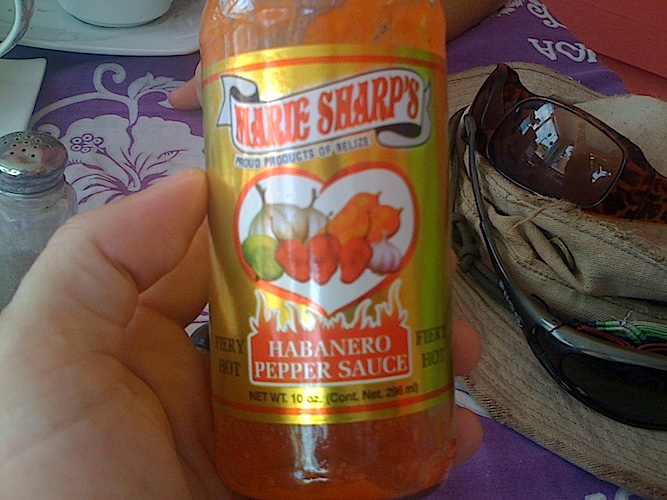 MARIE SHARP'S
PROUD PRODUCTS OF BELIZE
FIERY HOT
HABANERO
PEPPER SAUCE
FIERY HOT
NET WT. 10 oz. (Cont. Net. 296 ml)